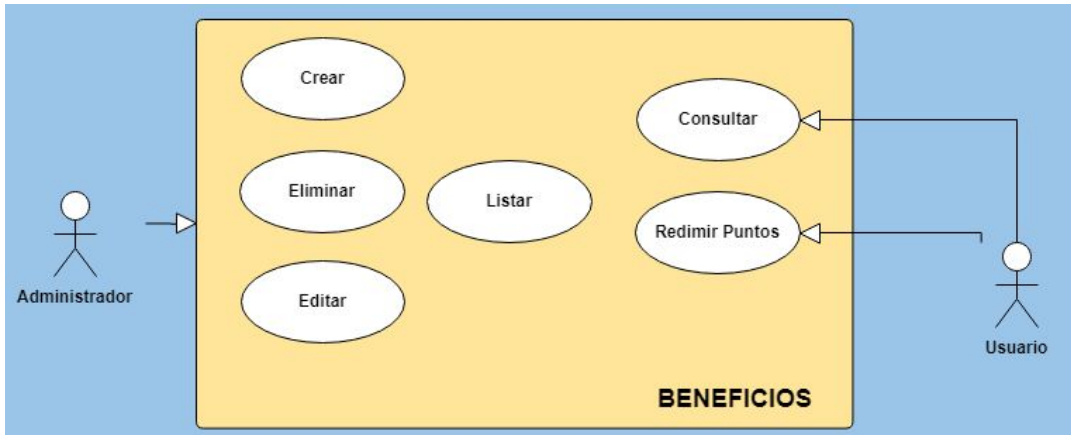 Crear
Consultar
Eliminar
Listar
Redimir Puntos
Administrador
Editar
Usuario
BENEFICIOS